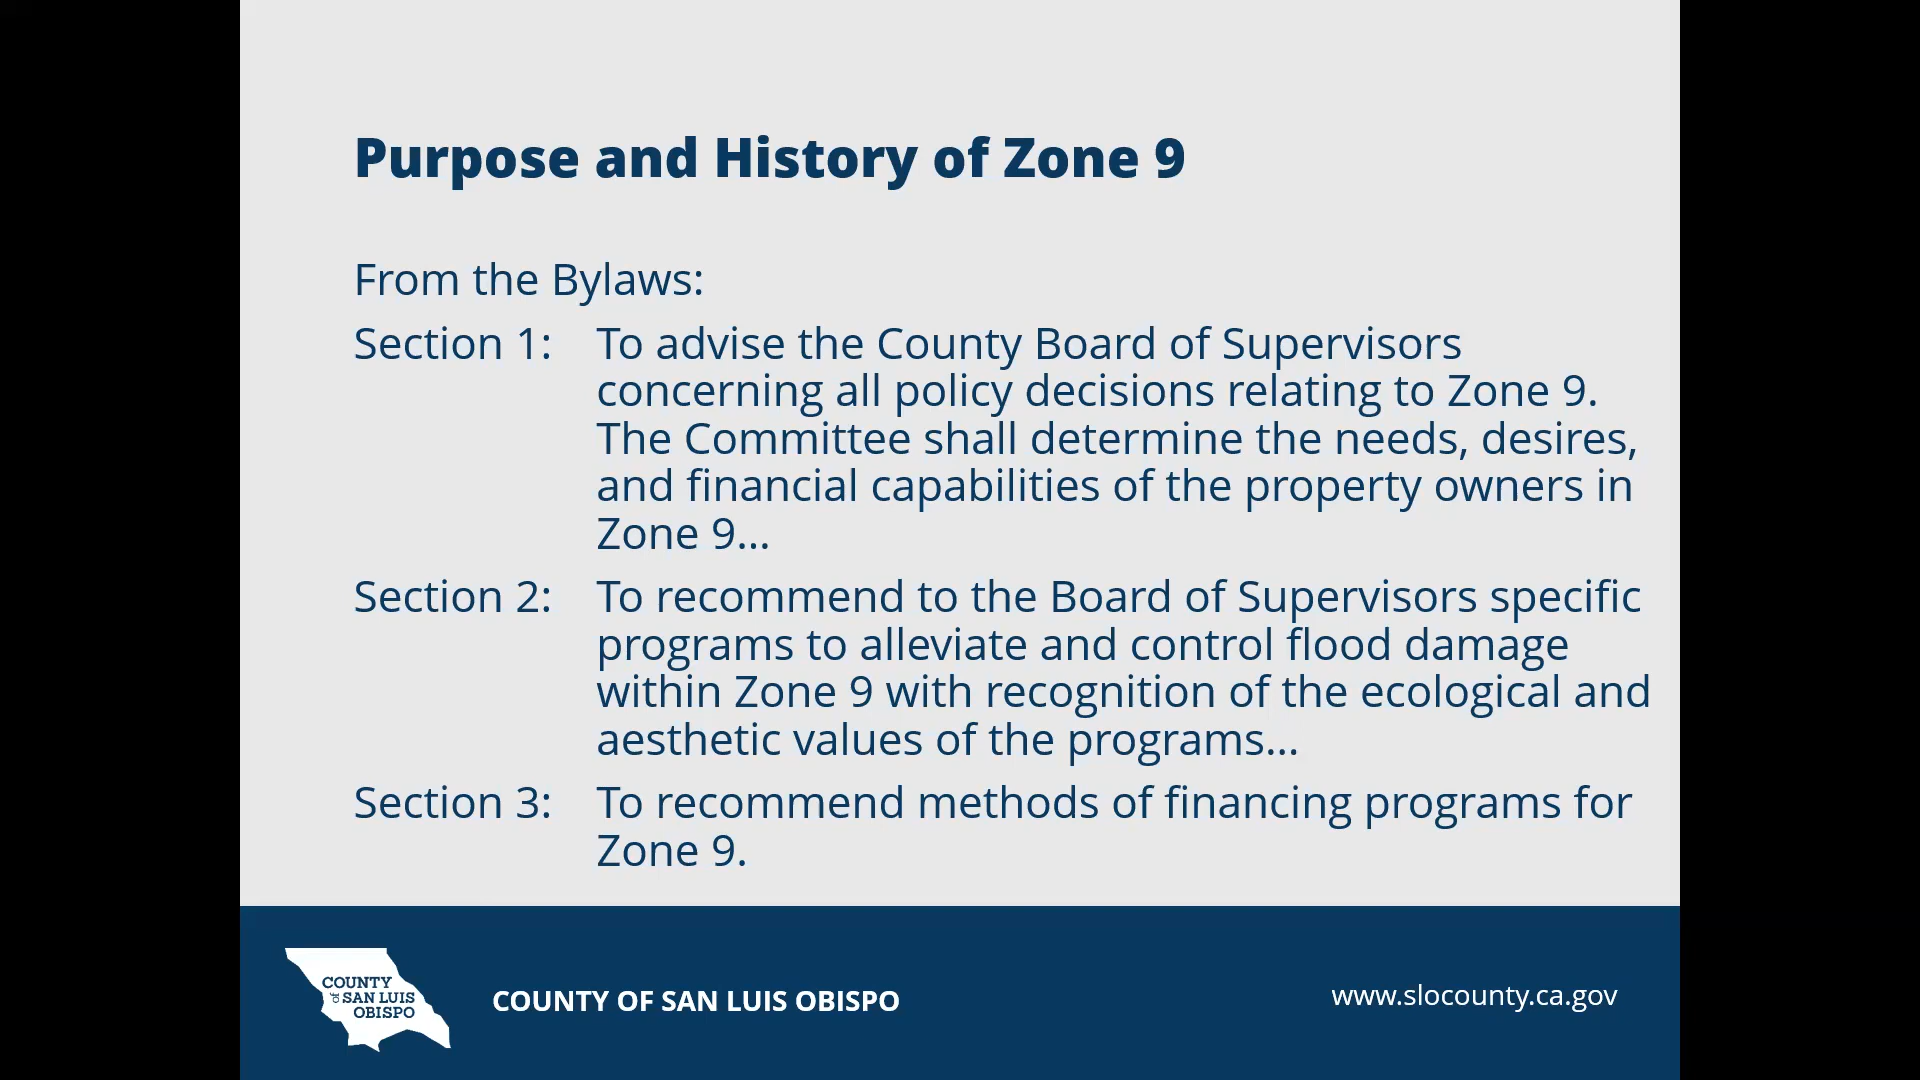 Purpose and History of Zone 9
From the Bylaws:
Section 1: To advise the County Board of Supervisors
concerning all policy decisions relating to Zone 9.
The Committee shall determine the needs, desires,
and financial capabilities of the property owners in
Zone 9...
Section 2: To recommend to the Board of Supervisors specific
programs to alleviate and control flood damage
within Zone 9 with recognition of the ecological and
aesthetic values of the programs...
Section 3: To recommend methods of financing programs for
Zone 9.
COUNTY
OF SAN LUIS
OBISPO
COUNTY OF SAN LUIS OBISPO
www.slocounty.ca.gov